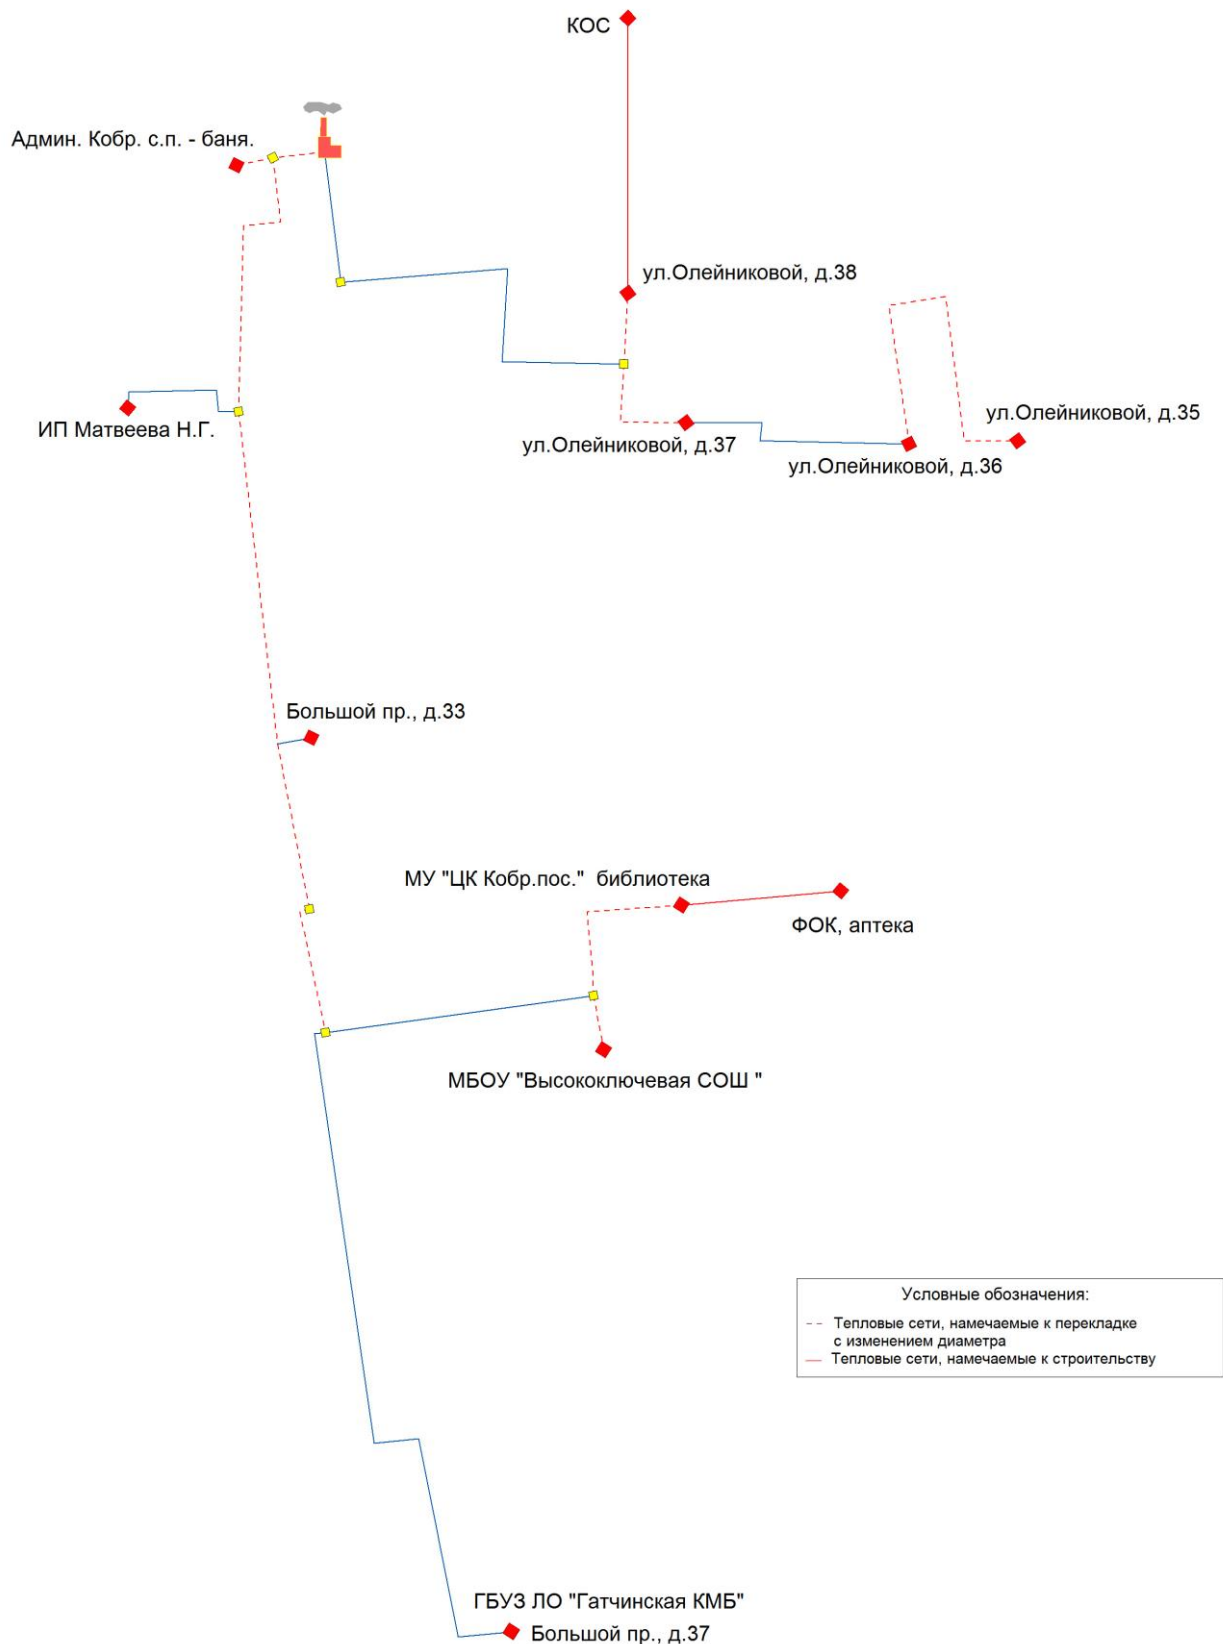 КОС
Админ. Кобр. с.п. - баня.
ул.Олейниковой, д.38
ИП Матвеева Н.Г.
ул.Олейниковой, д.35
ул.Олейниковой, д.37
ул.Олейниковой, д.36
Большой пр., д.33
МУ "ЦК Кобр.пос."  библиотека
ФОК, аптека
МБОУ "Высокоключевая СОШ "
Условные обозначения:
Тепловые сети, намечаемые к перекладке
с изменением диаметра
Тепловые сети, намечаемые к строительству
ГБУЗ ЛО "Гатчинская КМБ"
Большой пр., д.37